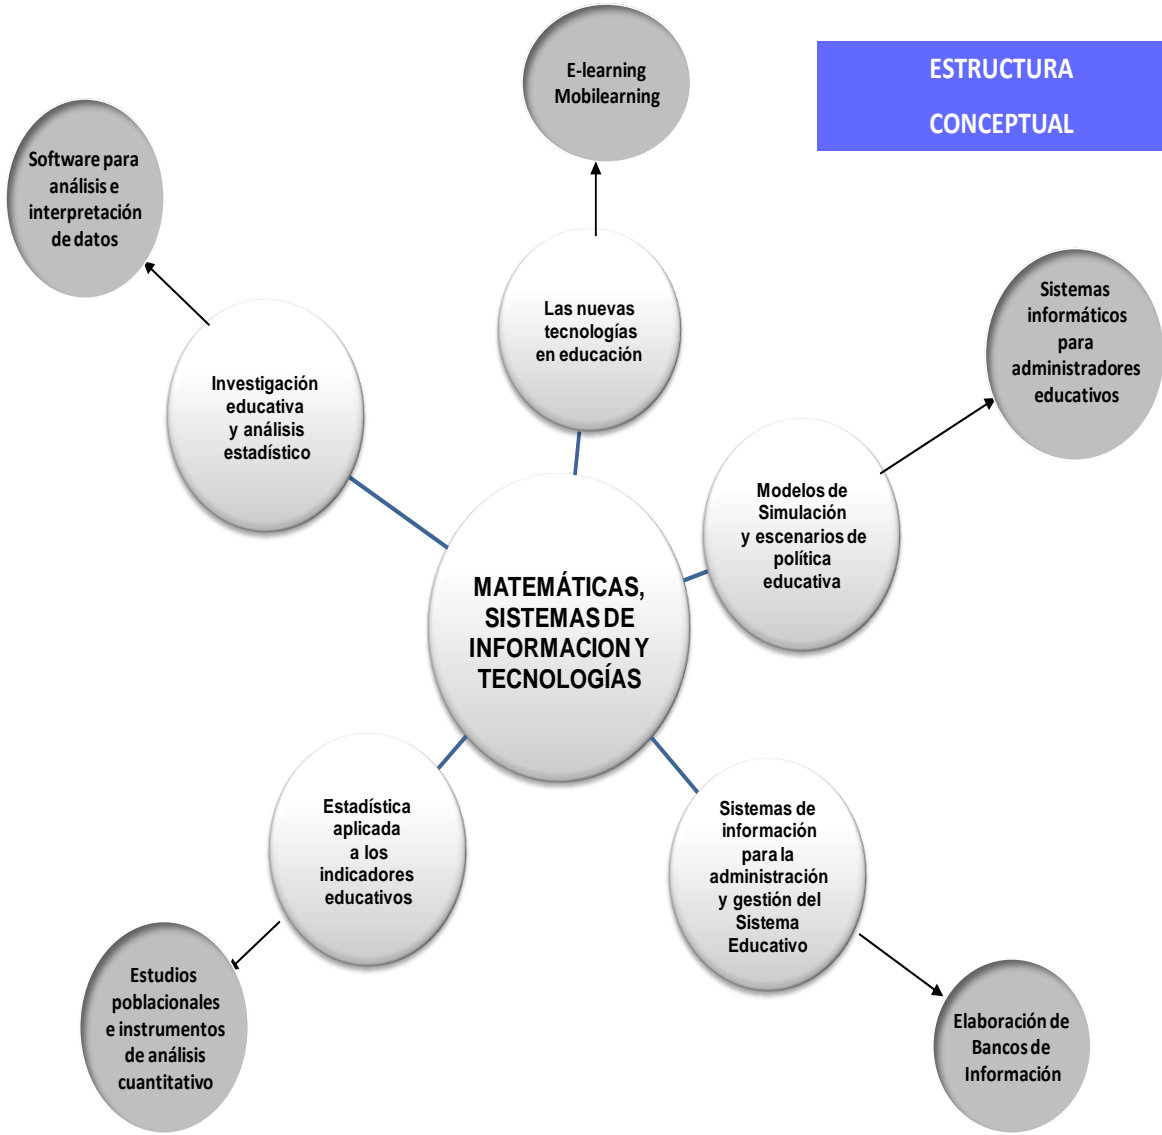 ESTRUCTURA
CONCEPTUAL
E-learning
Mobilearning
Software para
análisis e
interpretación
de datos
Las nuevas
tecnologías
en educación
Sistemas
informáticos
para
administradores
educativos
Investigación
educativa
y análisis
estadístico
Modelos de
Simulación
y escenarios de
política
educativa
MATEMÁTICAS,
SISTEMAS DE
INFORMACION Y
TECNOLOGÍAS
Estadística
aplicada
a los
indicadores
educativos
Sistemas de
información
para la
administración
y gestión del
Sistema
Educativo
Estudios
poblacionales
e instrumentos
de análisis
cuantitativo
Elaboración de
Bancos de
Información